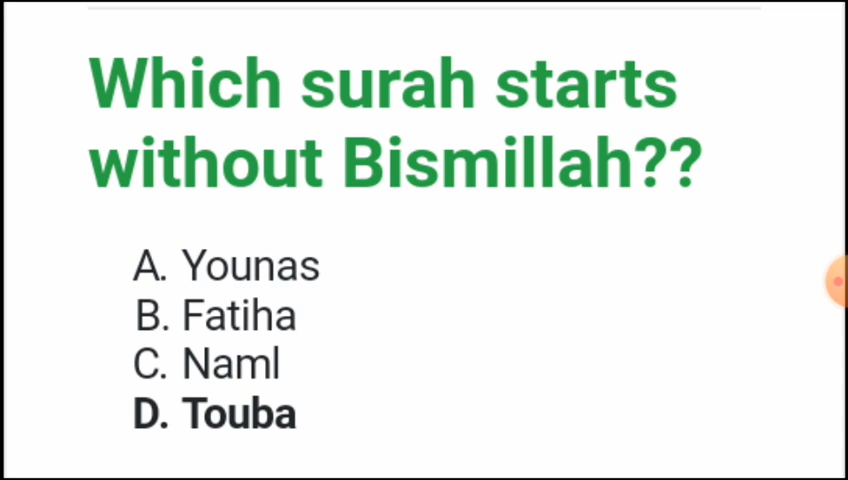 Which surah starts
without Bismillah??
A. Younas
B. Fatiha
C. Naml
D. Touba